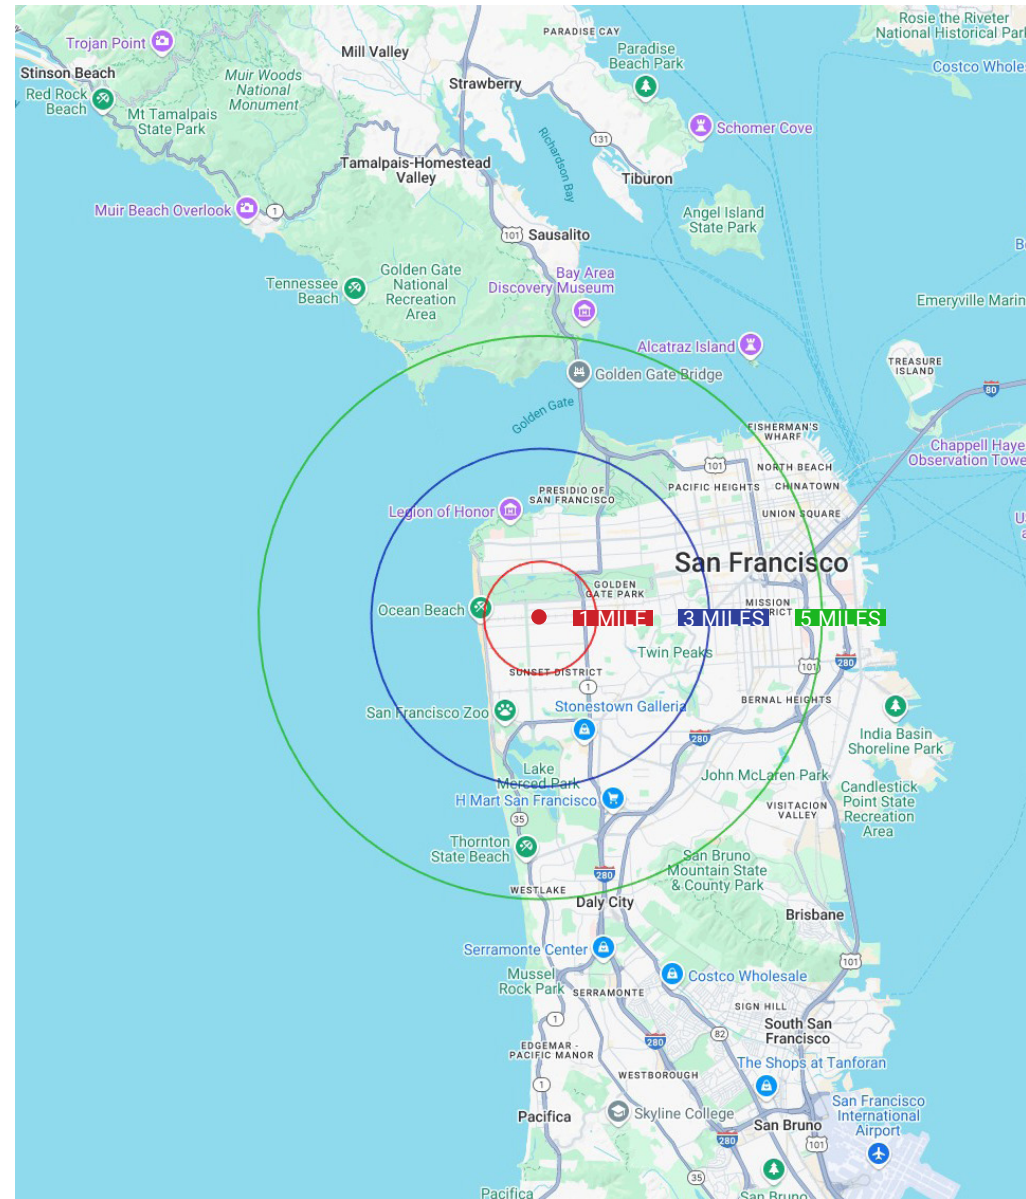 Rosie the Riveter
National Historical Park
PARADISE CAY
Trojan Point
Mill Valley
Paradise
Beach Park
Costco Whole
Stinson Beach
Muir Woods
National
Monument
Strawberry
Red Rock
Beach
Mt Tamalpais
State Park
Schomer Cove
131
Richardson Bay
Tamalpais-Homestead
Valley
Tiburon
Muir Beach Overlook
1
Angel Island
State Park
101
Sausalito
Golden Gate
National
Recreation
Area
Bay Area
Discovery Museum
Tennessee
Beach
Emeryville Marin
Alcatraz Island
TREASURE
ISLAND
Golden Gate Bridge
80
Golden Gate
FISHERMAN'S
WHARF
Chappell Haye
Observation Towe
101
NORTH BEACH
PACIFIC HEIGHTS
CHINATOWN
PRESIDIO OF
SAN FRANCISCO
Legion of Honor
UNION SQUARE
San Francisco
GOLDEN
GATE PARK
Ocean Beach
MISSION
DISTRICT
1 MILE
3 MILES
5 MILES
Twin Peaks
280
101
SUNSET DISTRICT
1
BERNAL HEIGHTS
San Francisco Zoo
Stonestown Galleria
280
India Basin
Shoreline Park
Lake
Merced Park
John McLaren Park
H Mart San Francisco
VISITACION
VALLEY
Candlestick
Point State
Recreation
Area
35
Thornton
State Beach
San Bruno
Mountain State
& County Park
280
WESTLAKE
Daly City
Brisbane
Serramonte Center
101
Mussel
Rock Park
SERRAMONTE
Costco Wholesale
SIGN HILL
1
82
South San
Francisco
EDGEMAR -
PACIFIC MANOR
280
The Shops at Tanforan
WESTBOROUGH
1
Pacifica
Skyline College
San Francisco
International
Airport
San Bruno
280
101
35
Pacifica
San Bruno